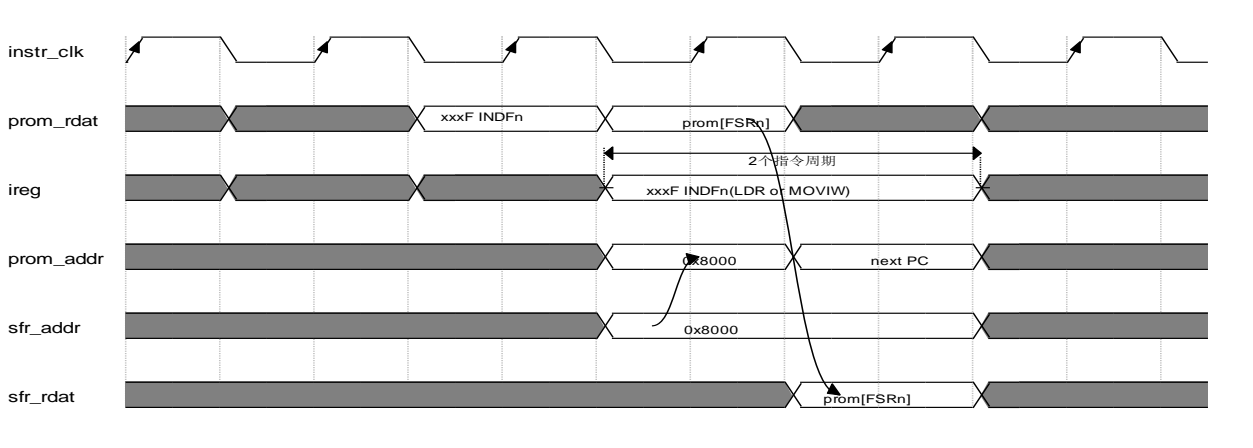 instr_clk
prom_rdat
xxxF INDFn
prom[FSRn]
2个指令周期
ireg
xxxF INDFn(LDR or MOVIW)
prom_addr
0x8000
next PC
sfr_addr
0x8000
sfr_rdat
prom[FSRn]